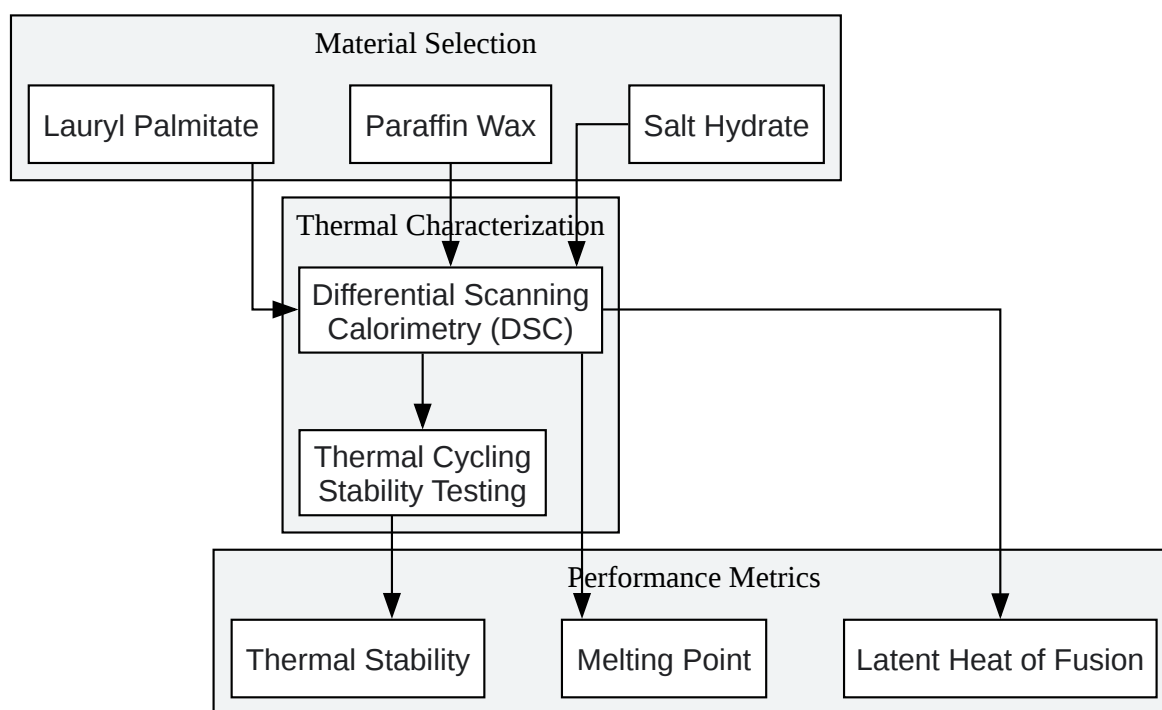 Material Selection
Lauryl Palmitate
Paraffin Wax
Salt Hydrate
Thermal Characterization
Differential Scanning
Calorimetry (DSC)
Thermal Cycling
Stability Testing
Performance Metrics
Thermal Stability
Melting Point
Latent Heat of Fusion